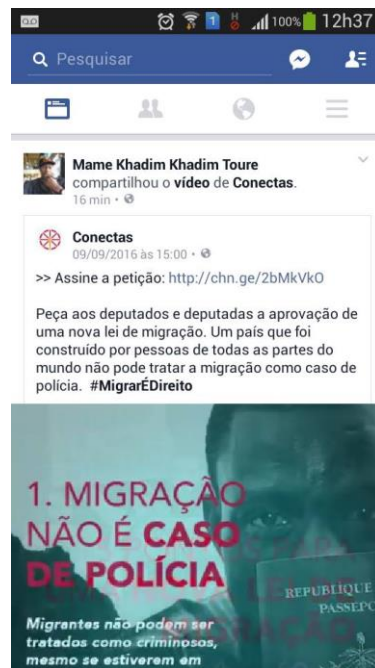 100% 12h37
Pesquisar
Mame Khadim Khadim Toure
compartilhou o vídeo de Conectas.
16 min
Conectas
09/09/2016 às 15:00
>> Assine a petição: http://chn.ge/2bMkVkO
Peça aos deputados e deputadas a aprovação de
uma nova lei de migração. Um país que foi
construído por pessoas de todas as partes do
mundo não pode tratar a migração como caso de
polícia. #MigrarÉDireito
1. MIGRAÇÃO
NÃO É CASO
DE POLÍCIA
REPUBLIQUE
PASSEPO
Migrantes não podem ser
tratados como criminosos,
mesmo se estiverem em